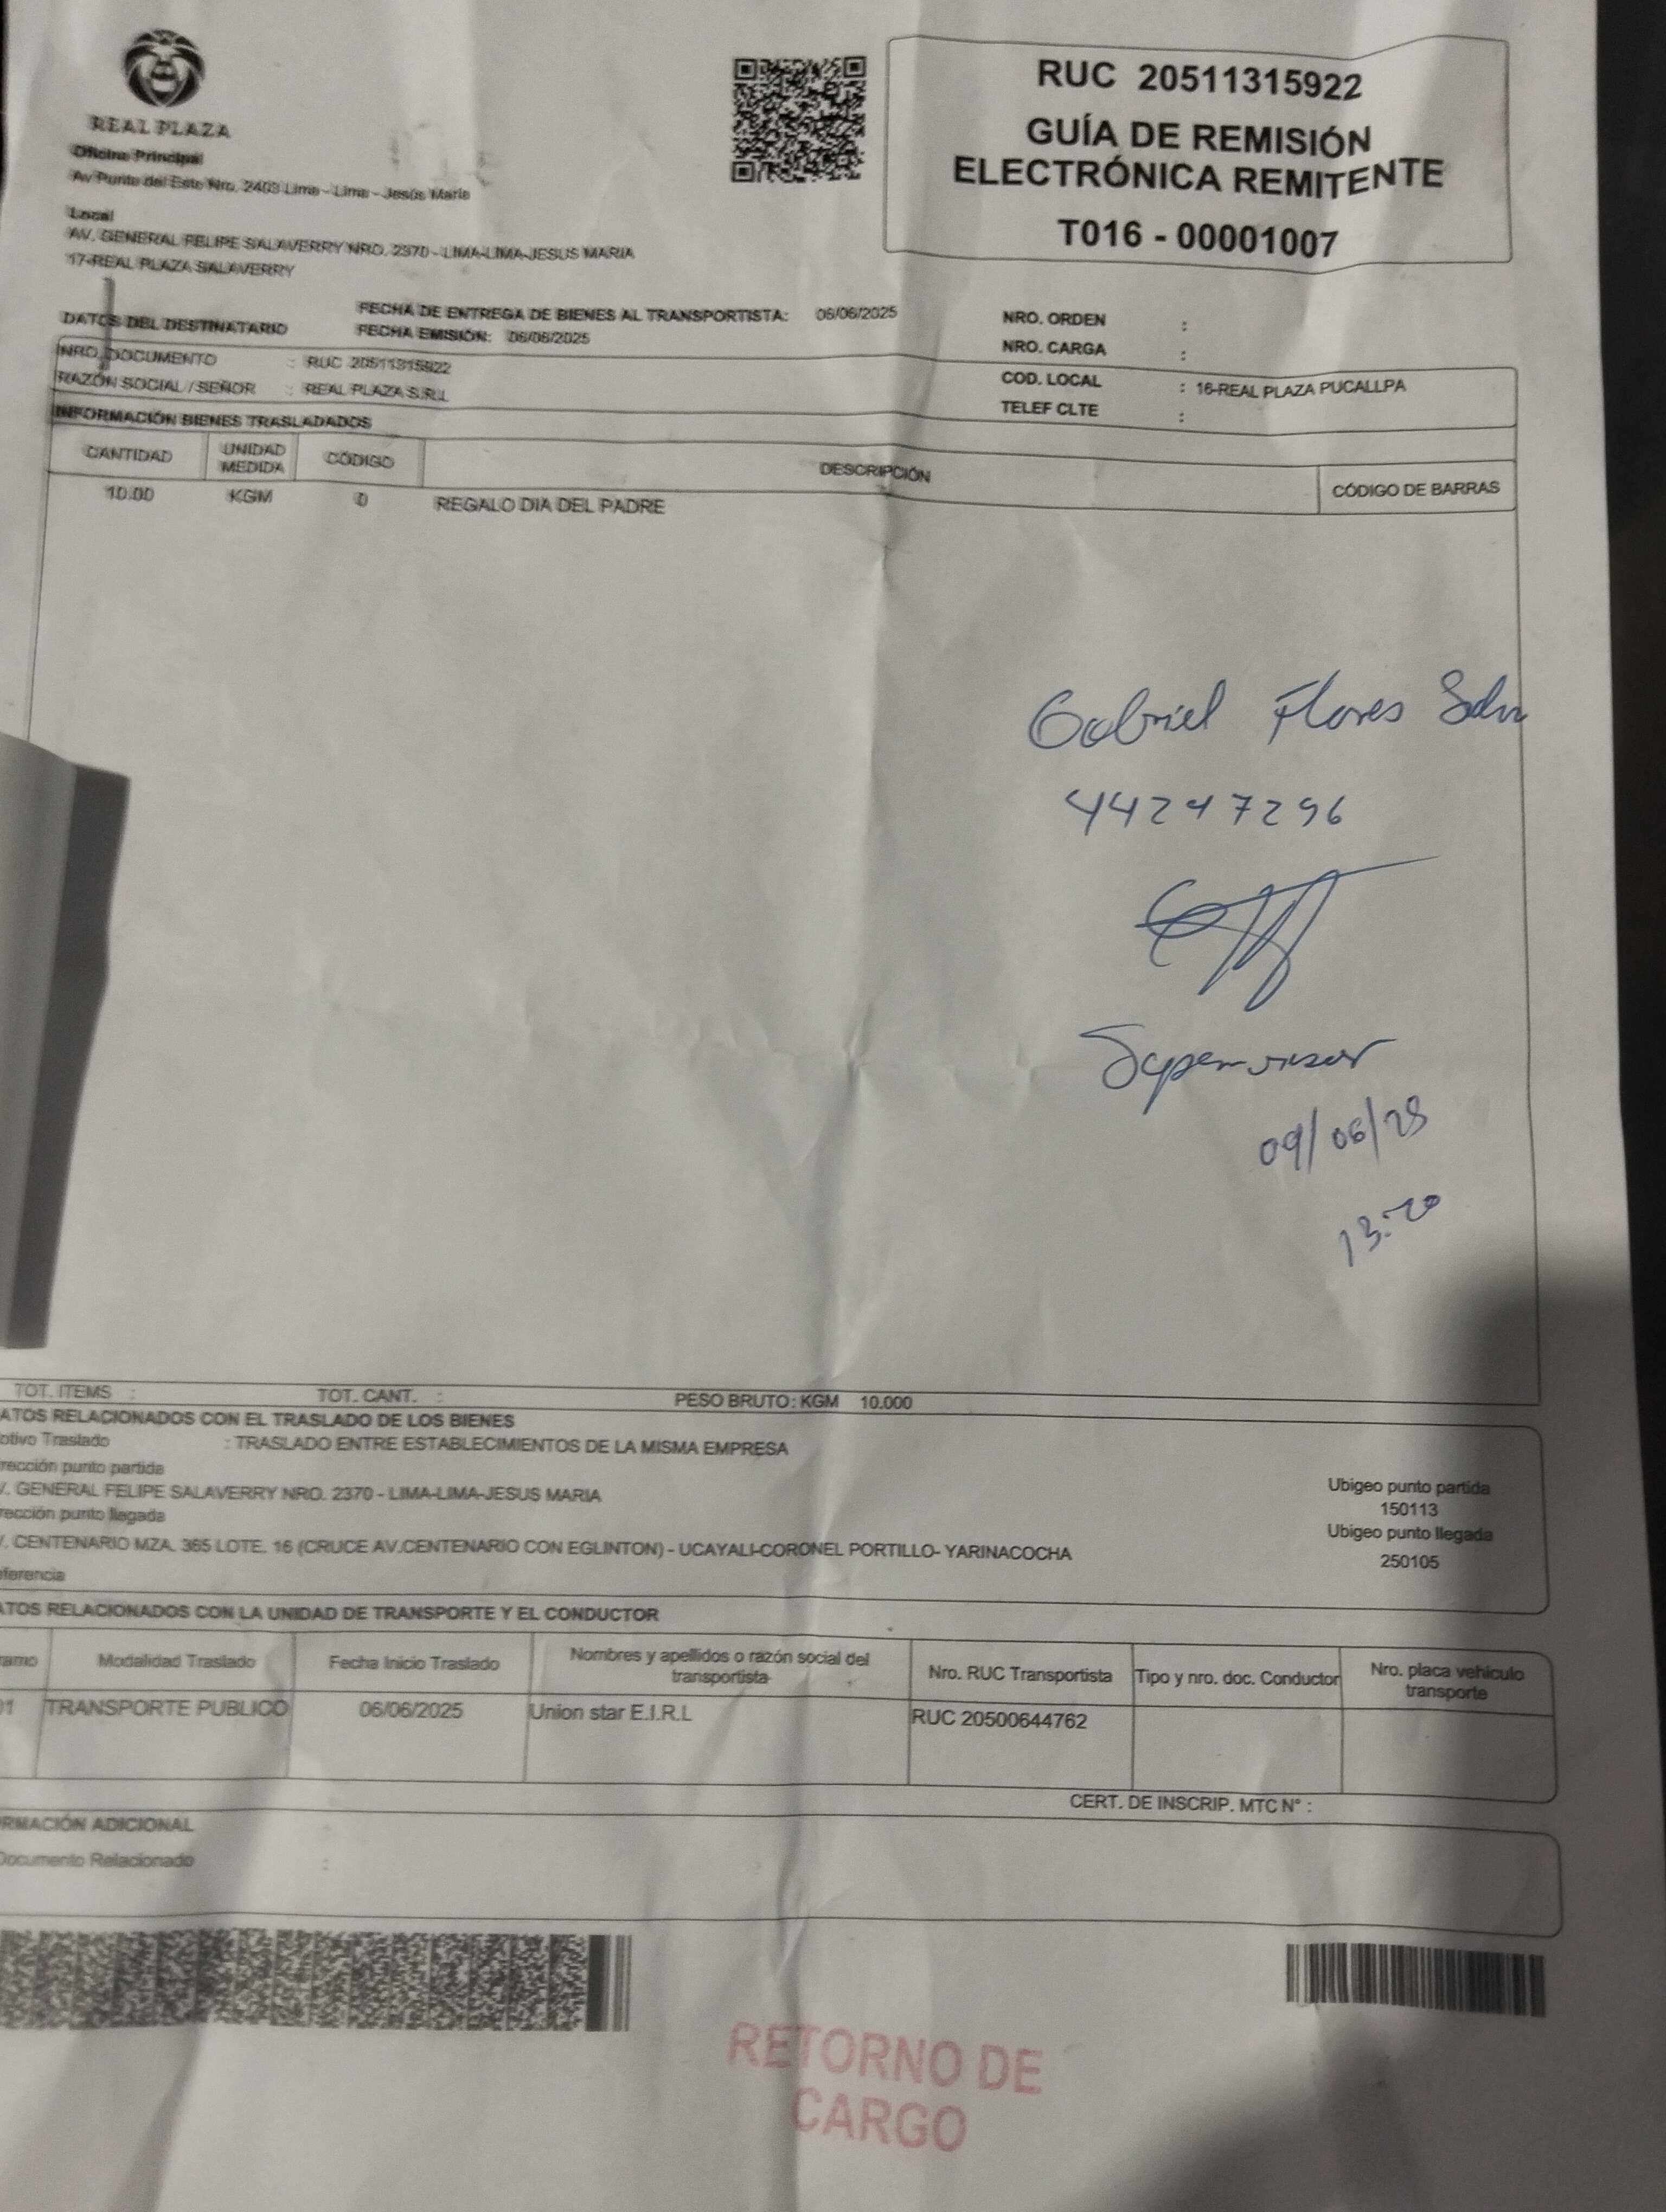 REAL PLAZA
Oficina Principal
Av Punta del Este Nro. 2403 Lima - Lima - Jesús María
Local
AV. GENERAL FELIPE SALAVERRY NRO. 2370 - LIMA-LIMA-JESUS MARIA
17-REAL PLAZA SALAVERRY
RUC 20511315922
GUÍA DE REMISIÓN
ELECTRÓNICA REMITENTE
T016 - 00001007
FECHA DE ENTREGA DE BIENES AL TRANSPORTISTA: 06/06/2025
DATOS DEL DESTINATARIO FECHA EMISIÓN: 06/06/2025
NRO. DOCUMENTO : RUC 20511315922
RAZÓN SOCIAL / SEÑOR : REAL PLAZA S.R.L
NRO. ORDEN :
NRO. CARGA :
COD. LOCAL : 16-REAL PLAZA PUCALLPA
TELEF CLTE :
INFORMACIÓN BIENES TRASLADADOS
CANTIDAD UNIDAD MEDIDA CÓDIGO DESCRIPCIÓN CÓDIGO DE BARRAS
10.00 KGM 0 REGALO DIA DEL PADRE
Gabriel Flores
44247296
Supervisor
09/06/25
13:20
TOT. ITEMS : TOT. CANT. : PESO BRUTO: KGM 10.000
ATOS RELACIONADOS CON EL TRASLADO DE LOS BIENES
otivo Traslado : TRASLADO ENTRE ESTABLECIMIENTOS DE LA MISMA EMPRESA
rección punto partida
V. GENERAL FELIPE SALAVERRY NRO. 2370 - LIMA-LIMA-JESUS MARIA
rección punto llegada
V. CENTENARIO MZA. 365 LOTE. 16 (CRUCE AV.CENTENARIO CON EGLINTON) - UCAYALI-CORONEL PORTILLO- YARINACOCHA
eferencia
Ubigeo punto partida
150113
Ubigeo punto llegada
250105
ATOS RELACIONADOS CON LA UNIDAD DE TRANSPORTE Y EL CONDUCTOR
ramo Modalidad Traslado Fecha Inicio Traslado Nombres y apellidos o razón social del transportista Nro. RUC Transportista Tipo y nro. doc. Conductor Nro. placa vehículo transporte
01 TRANSPORTE PUBLICO 06/06/2025 Union star E.I.R.L RUC 20500644762
CERT. DE INSCRIP. MTC N° :
RMACIÓN ADICIONAL
Documento Relacionado :
RETORNO DE
CARGO